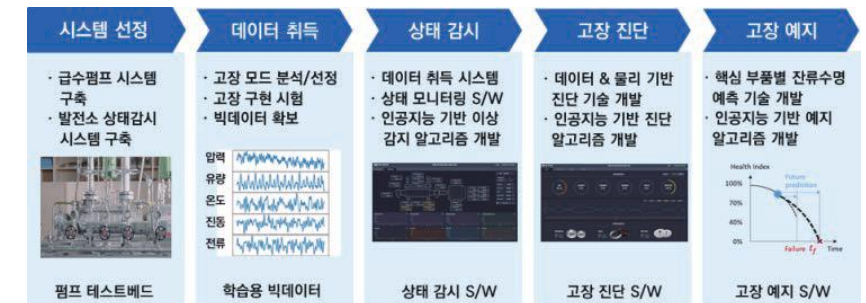 시스템 선정
데이터 취득
상태 감시
고장 진단
고장 예지
· 급수펌프 시스템
구축
· 발전소 상태감시
시스템 구축
펌프 테스트베드
· 고장 모드 분석/선정
· 고장 구현 시험
· 빅데이터 확보
압력
유량
온도
진동
전류
학습용 빅데이터
· 데이터 취득 시스템
· 상태 모니터링 S/W
· 인공지능 기반 이상
감지 알고리즘 개발
상태 감시 S/W
· 데이터 & 물리 기반
진단 기술 개발
· 인공지능 기반 진단
알고리즘 개발
고장 진단 S/W
· 핵심 부품별 잔류수명
예측 기술 개발
· 인공지능 기반 예지
알고리즘 개발
Health Index
Future
prediction
100%
70%
40%
0%
Failure tf Time
고장 예지 S/W